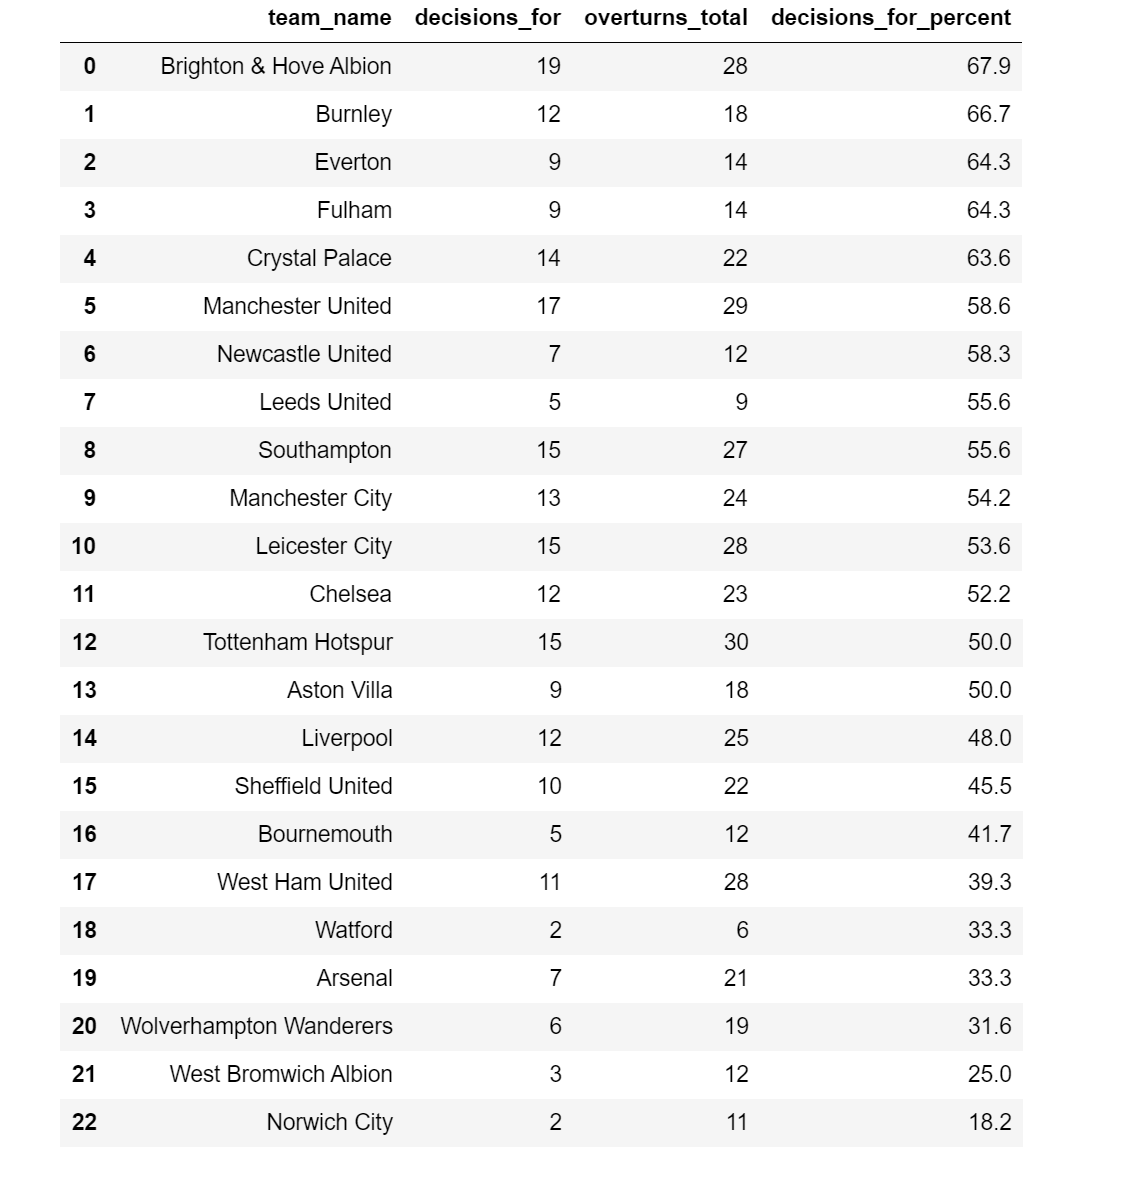 team_name decisions_for overturns_total decisions_for_percent
0 Brighton & Hove Albion 19 28 67.9
1 Burnley 12 18 66.7
2 Everton 9 14 64.3
3 Fulham 9 14 64.3
4 Crystal Palace 14 22 63.6
5 Manchester United 17 29 58.6
6 Newcastle United 7 12 58.3
7 Leeds United 5 9 55.6
8 Southampton 15 27 55.6
9 Manchester City 13 24 54.2
10 Leicester City 15 28 53.6
11 Chelsea 12 23 52.2
12 Tottenham Hotspur 15 30 50.0
13 Aston Villa 9 18 50.0
14 Liverpool 12 25 48.0
15 Sheffield United 10 22 45.5
16 Bournemouth 5 12 41.7
17 West Ham United 11 28 39.3
18 Watford 2 6 33.3
19 Arsenal 7 21 33.3
20 Wolverhampton Wanderers 6 19 31.6
21 West Bromwich Albion 3 12 25.0
22 Norwich City 2 11 18.2